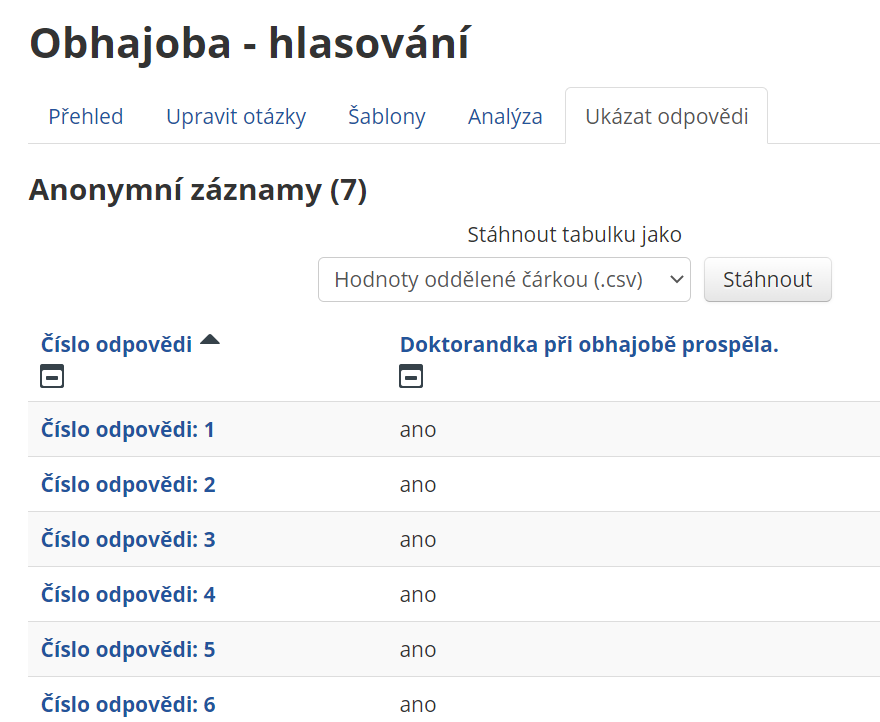 Obhajoba - hlasování
Přehled Upravit otázky Šablony Analýza Ukázat odpovědi
Anonymní záznamy (7)
Stáhnout tabulku jako
Hodnoty oddělené čárkou (.csv) Stáhnout
Číslo odpovědi Doktorandka při obhajobě prospěla.
Číslo odpovědi: 1 ano
Číslo odpovědi: 2 ano
Číslo odpovědi: 3 ano
Číslo odpovědi: 4 ano
Číslo odpovědi: 5 ano
Číslo odpovědi: 6 ano